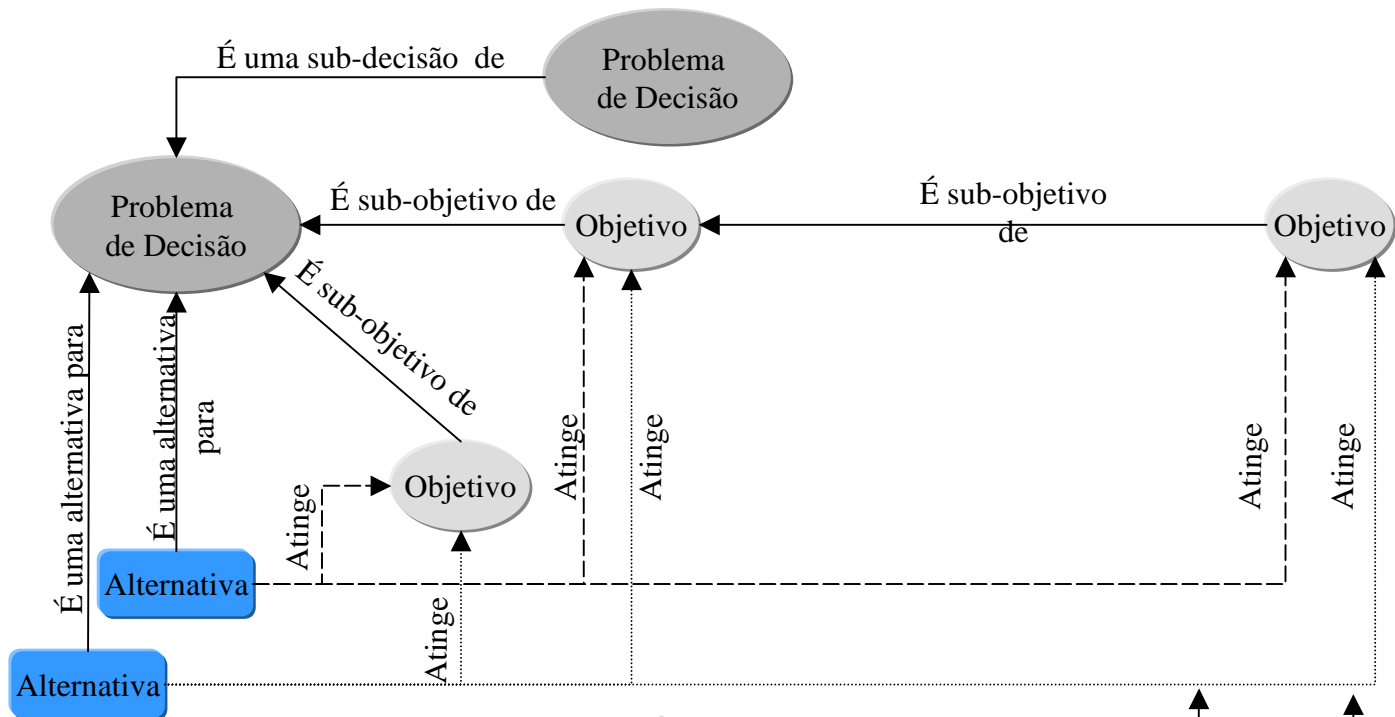 É uma sub-decisão de
Problema
de Decisão
Problema
de Decisão
É sub-objetivo de
Objetivo
É sub-objetivo
de
Objetivo
É sub-objetivo de
É uma alternativa para
É uma alternativa
para
Objetivo
Atinge
Atinge
Atinge
Atinge
Atinge
Atinge
Alternativa
Alternativa